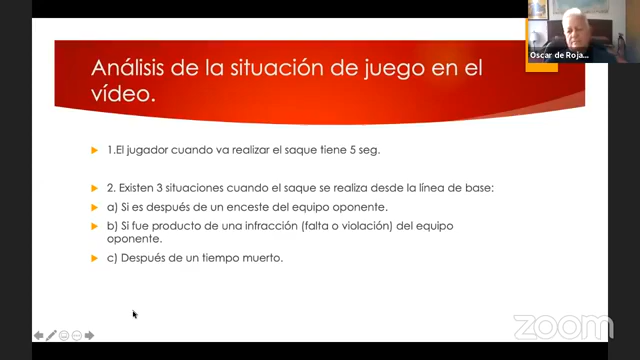 Oscar de Roja...
Análisis de la situación de juego en el
vídeo.
1.El jugador cuando va realizar el saque tiene 5 seg.
2. Existen 3 situaciones cuando el saque se realiza desde la línea de base:
a) Si es después de un enceste del equipo oponente.
b) Si fue producto de una infracción (falta o violación) del equipo
oponente.
c) Después de un tiempo muerto.
zoom